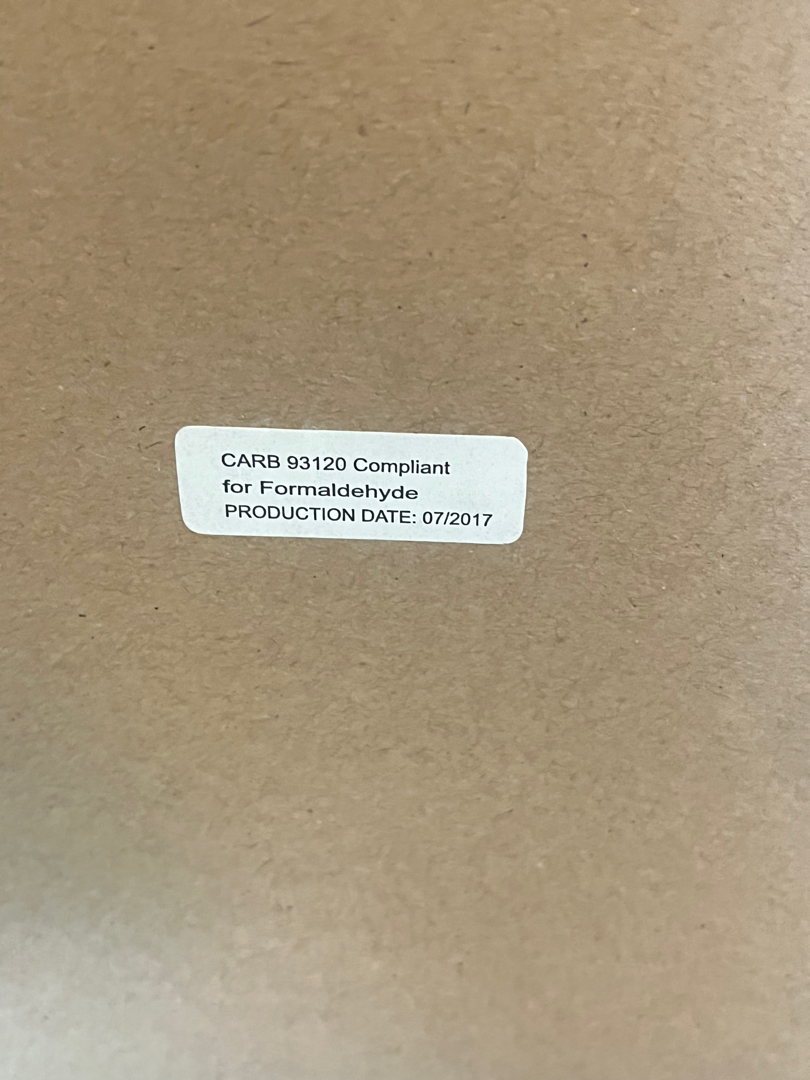 CARB 93120 Compliant
for Formaldehyde
PRODUCTION DATE: 07/2017